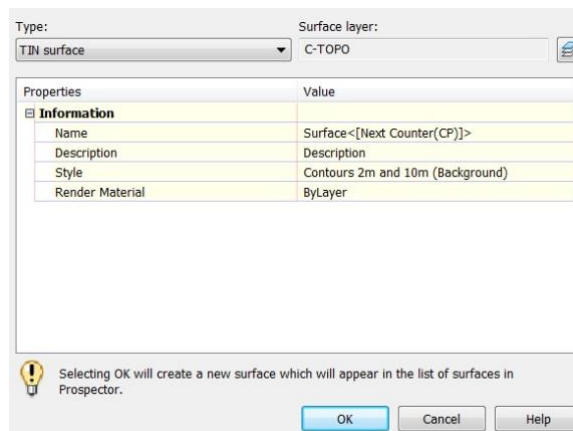 Type: Surface layer:
TIN surface C-TOPO
Properties Value
Information
Name Surface<[Next Counter(CP)]>
Description Description
Style Contours 2m and 10m (Background)
Render Material ByLayer
Selecting OK will create a new surface which will appear in the list of surfaces in
Prospector.
OK Cancel Help